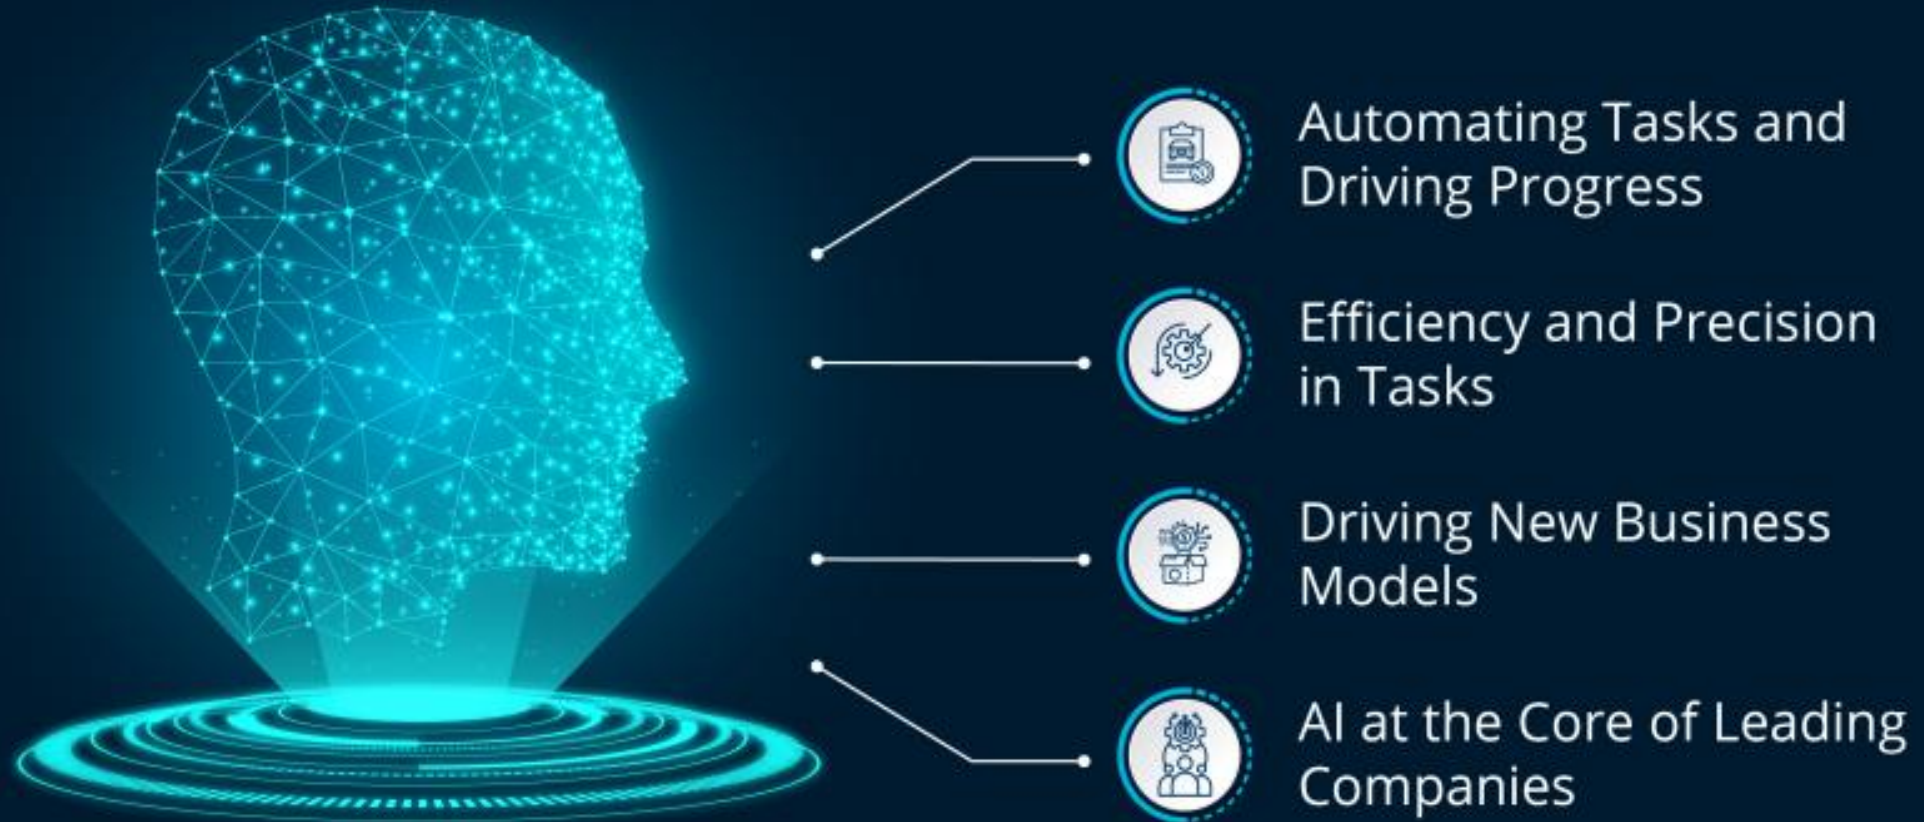 Automating Tasks and
Driving Progress
Efficiency and Precision
in Tasks
Driving New Business
Models
AI at the Core of Leading
Companies